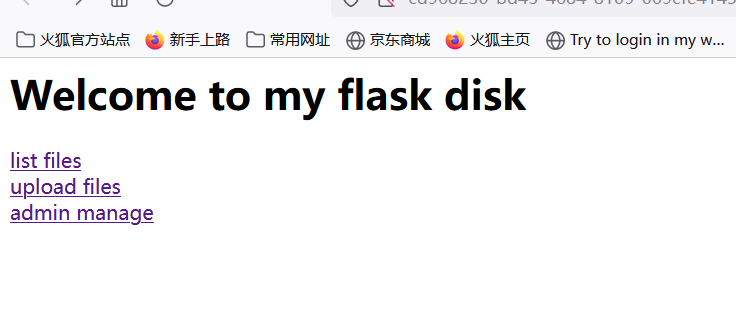 火狐官方站点 新手上路 常用网址 京东商城 火狐主页 Try to login in my w...
Welcome to my flask disk
list files
upload files
admin manage